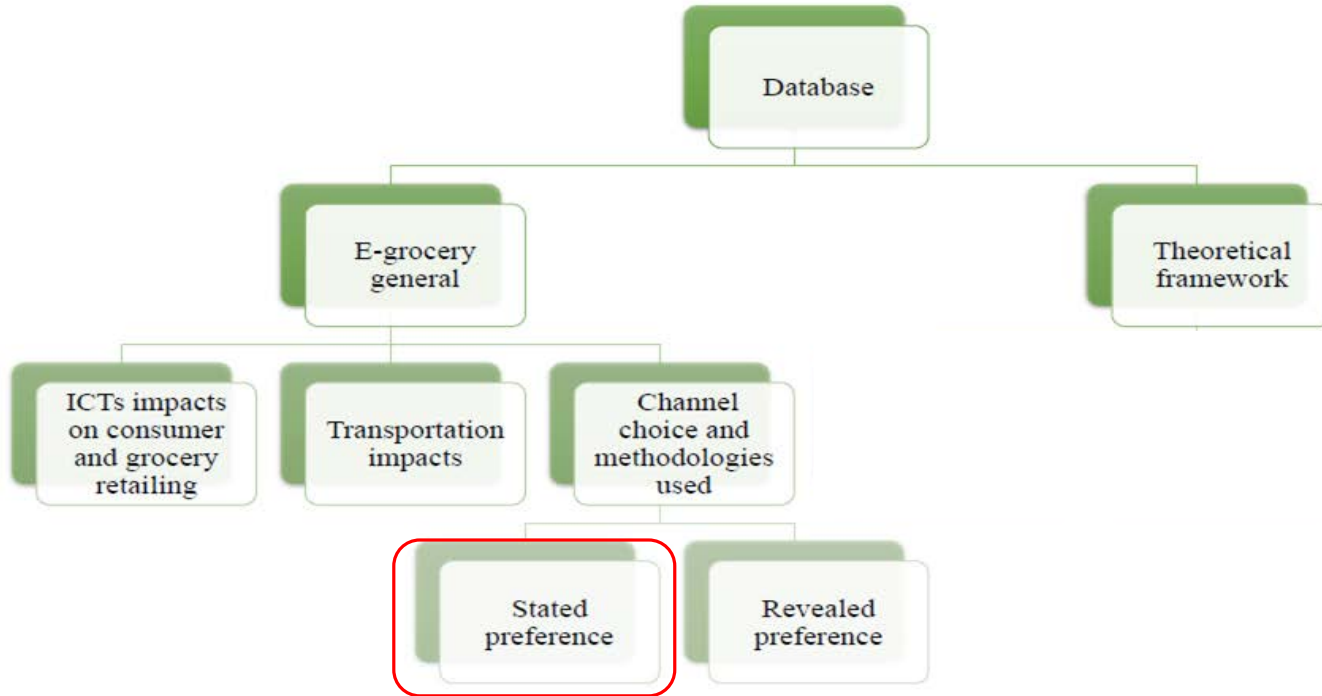 Database
E-grocery
general
Theoretical
framework
ICTs impacts
on consumer
and grocery
retailing
Transportation
impacts
Channel
choice and
methodologies
used
Stated
preference
Revealed
preference